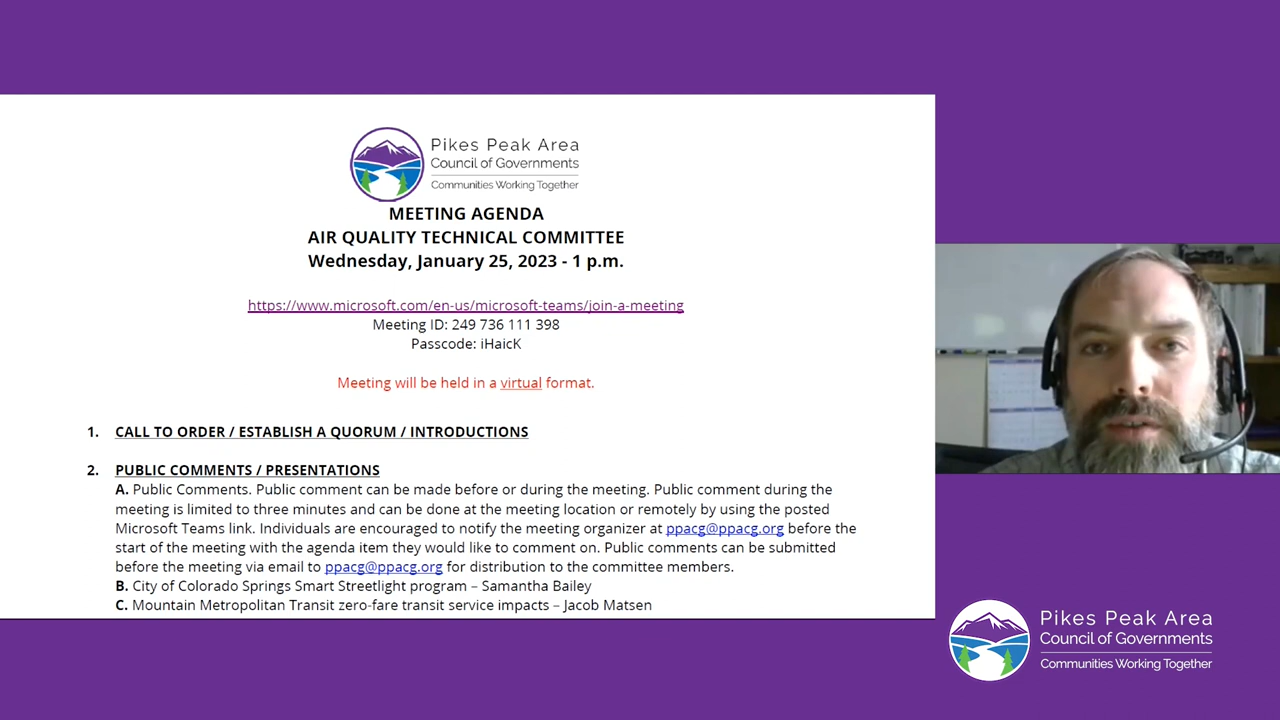 Pikes Peak Area
Council of Governments
Communities Working Together
MEETING AGENDA
AIR QUALITY TECHNICAL COMMITTEE
Wednesday, January 25, 2023 - 1 p.m.
https://www.microsoft.com/en-us/microsoft-teams/join-a-meeting
Meeting ID: 249 736 111 398
Passcode: iHaicK
Meeting will be held in a virtual format.
1. CALL TO ORDER / ESTABLISH A QUORUM / INTRODUCTIONS
2. PUBLIC COMMENTS / PRESENTATIONS
A. Public Comments. Public comment can be made before or during the meeting. Public comment during the
meeting is limited to three minutes and can be done at the meeting location or remotely by using the posted
Microsoft Teams link. Individuals are encouraged to notify the meeting organizer at ppacg@ppacg.org before the
start of the meeting with the agenda item they would like to comment on. Public comments can be submitted
before the meeting via email to ppacg@ppacg.org for distribution to the committee members.
B. City of Colorado Springs Smart Streetlight program – Samantha Bailey
C. Mountain Metropolitan Transit zero-fare transit service impacts – Jacob Matsen
Pikes Peak Area
Council of Governments
Communities Working Together